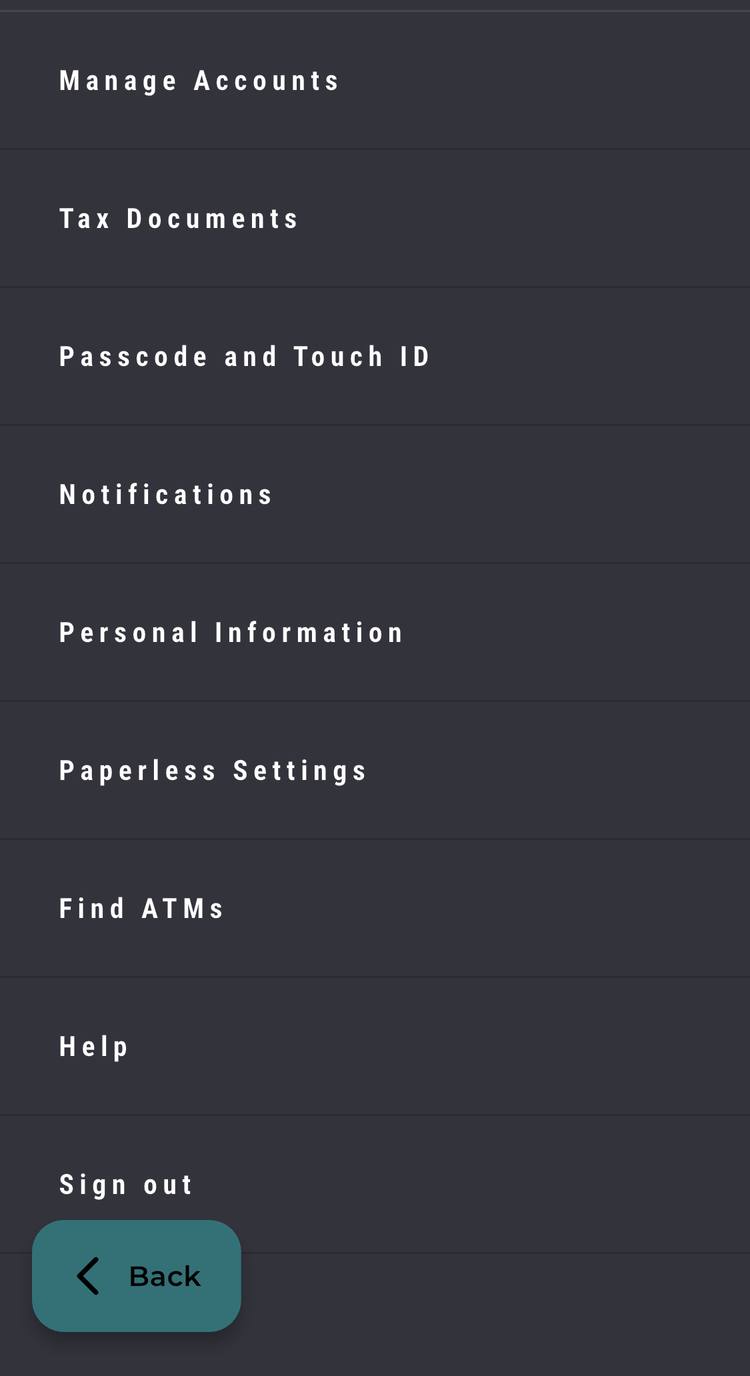 Manage Accounts
Tax Documents
Passcode and Touch ID
Notifications
Personal Information
Paperless Settings
Find ATMs
Help
Sign out
Back